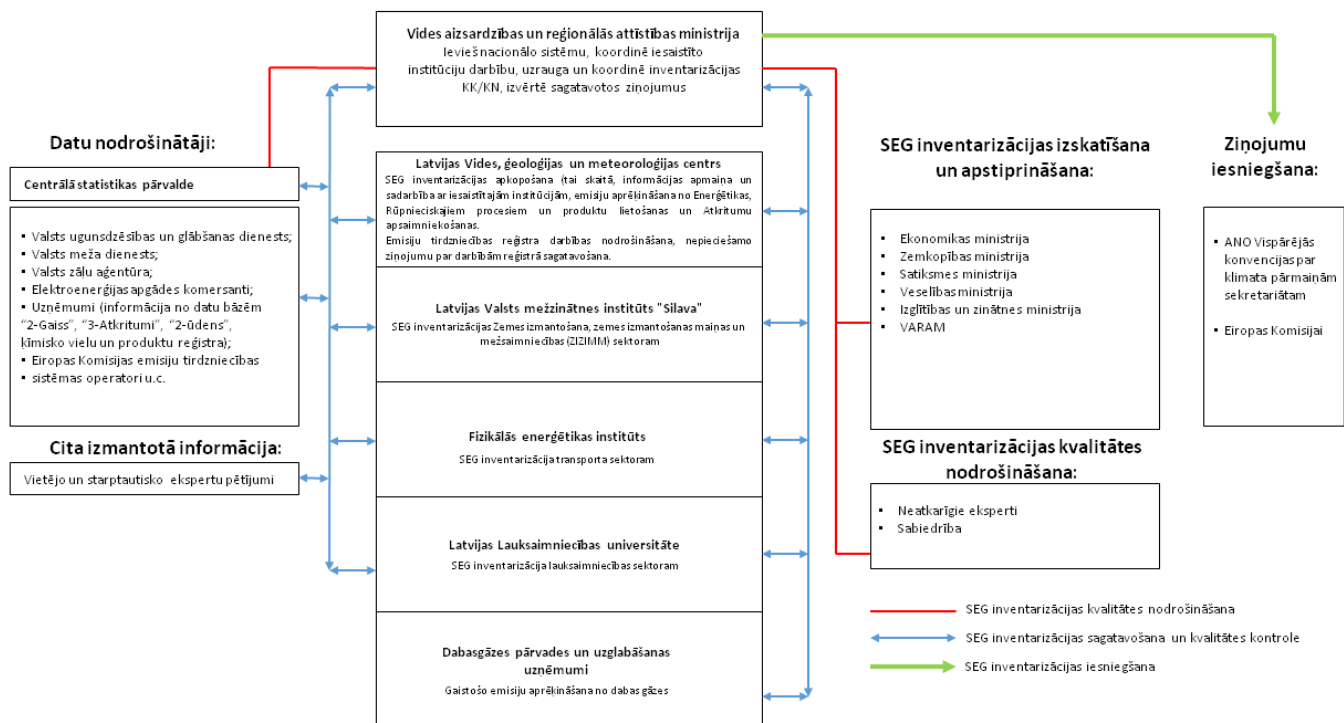 Vides aizsardzības un reģionālās attīstības ministrija
Ievieš nacionālo sistēmu, koordinē iesaistīto
institūciju darbību, uzrauga un koordinē inventarizācijas
KK/KN, izvērtē sagatavotos ziņojumus
Datu nodrošinātāji:
Centrālā statistikas pārvalde
▪ Valsts ugunsdzēsības un glābšanas dienests;
▪ Valsts meža dienests;
▪ Valsts zāļu aģentūra;
▪ Elektroenerģijas apgādes komersanti;
▪ Uzņēmumi (informācija no datu bāzēm
“2-Gaiss”, “3-Atkritumi”, “2-ūdens”,
ķīmisko vielu un produktu reģistra);
▪ Eiropas Komisijas emisiju tirdzniecības
▪ sistēmas operatori u.c.
Cita izmantotā informācija:
Vietējo un starptautisko ekspertu pētījumi
Latvijas Vides, ģeoloģijas un meteoroloģijas centrs
SEG inventarizācijas apkopošana (tai skaitā, informācijas apmaiņa un
sadarbība ar iesaistītajām institūcijām, emisiju aprēķināšana no Enerģētikas,
Rūpnieciskajiem procesiem un produktu lietošanas un Atkritumu
apsaimniekošanas.
Emisiju tirdzniecības reģistra darbības nodrošināšana, nepieciešamo
ziņojumu par darbībām reģistrā sagatavošana.
Latvijas Valsts mežzinātnes institūts "Silava"
SEG inventarizācijas Zemes izmantošana, zemes izmantošanas maiņas un
mežsaimniecības (ZIZIMM) sektoram
Fizikālās enerģētikas institūts
SEG inventarizācija transporta sektoram
Latvijas Lauksaimniecības universitāte
SEG inventarizācija lauksaimniecības sektoram
Dabasgāzes pārvades un uzglabāšanas
uzņēmumi
Gaistošo emisiju aprēķināšana no dabas gāzes
SEG inventarizācijas izskatīšana
un apstiprināšana:
▪ Ekonomikas ministrija
▪ Zemkopības ministrija
▪ Satiksmes ministrija
▪ Veselības ministrija
▪ Izglītības un zinātnes ministrija
▪ VARAM
SEG inventarizācijas kvalitātes
nodrošināšana:
▪ Neatkarīgie eksperti
▪ Sabiedrība
Ziņojumu
iesniegšana:
▪ ANO Vispārējās
konvencijas par
klimata pārmaiņām
sekretariātam
▪ Eiropas Komisijai
SEG inventarizācijas kvalitātes nodrošināšana
SEG inventarizācijas sagatavošana un kvalitātes kontrole
SEG inventarizācijas iesniegšana